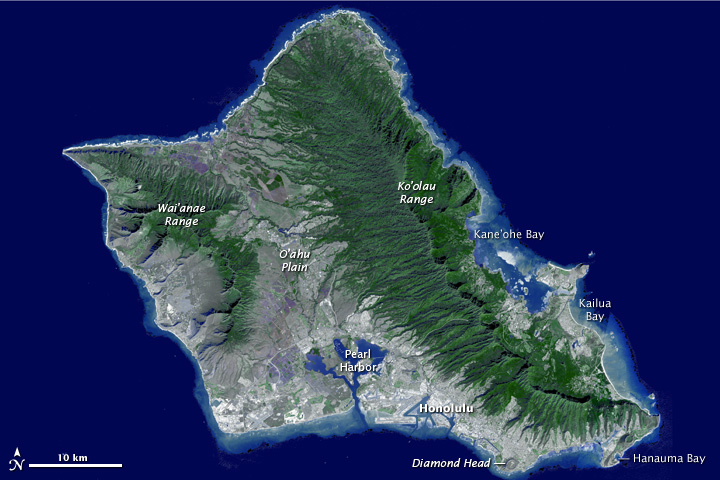 Ko'olau
Range
Wai'anae
Range
Kane'ohe Bay
O'ahu
Plain
Kailua
Bay
Pearl
Harbor
Honolulu
N
10 km
Diamond Head
Hanauma Bay